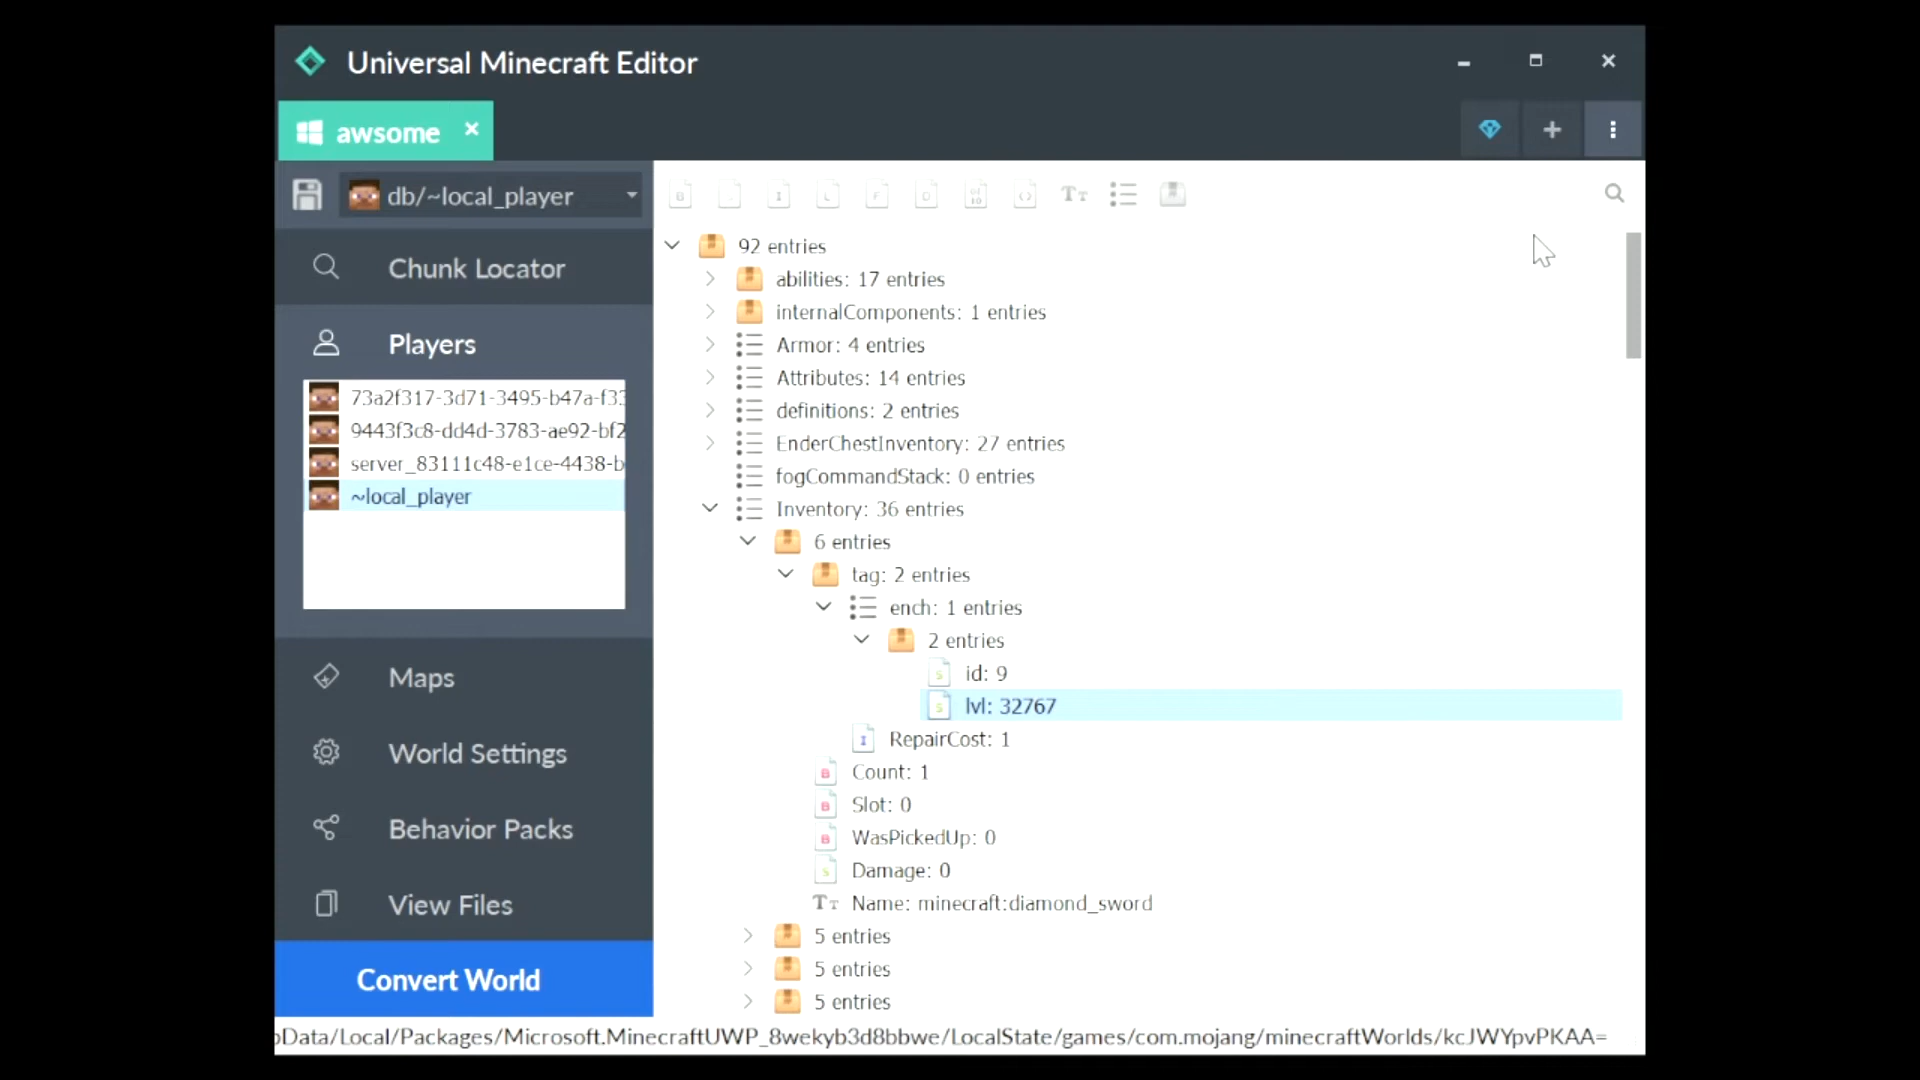 Universal Minecraft Editor
awsome
db/~local_player
Chunk Locator
Players
73a2f317-3d71-3495-b47a-f33
9443f3c8-dd4d-3783-ae92-bf2
server_83111c48-e1ce-4438-b
~local_player
Maps
World Settings
Behavior Packs
View Files
Convert World
92 entries
abilities: 17 entries
internalComponents: 1 entries
Armor: 4 entries
Attributes: 14 entries
definitions: 2 entries
EnderChestInventory: 27 entries
fogCommandStack: 0 entries
Inventory: 36 entries
6 entries
tag: 2 entries
ench: 1 entries
2 entries
id: 9
lvl: 32767
RepairCost: 1
Count: 1
Slot: 0
WasPickedUp: 0
Damage: 0
Name: minecraft:diamond_sword
5 entries
5 entries
5 entries
Data/Local/Packages/Microsoft.MinecraftUWP_8wekyb3d8bbwe/LocalState/games/com.mojang/minecraftWorlds/kcJWYpvPKAA=